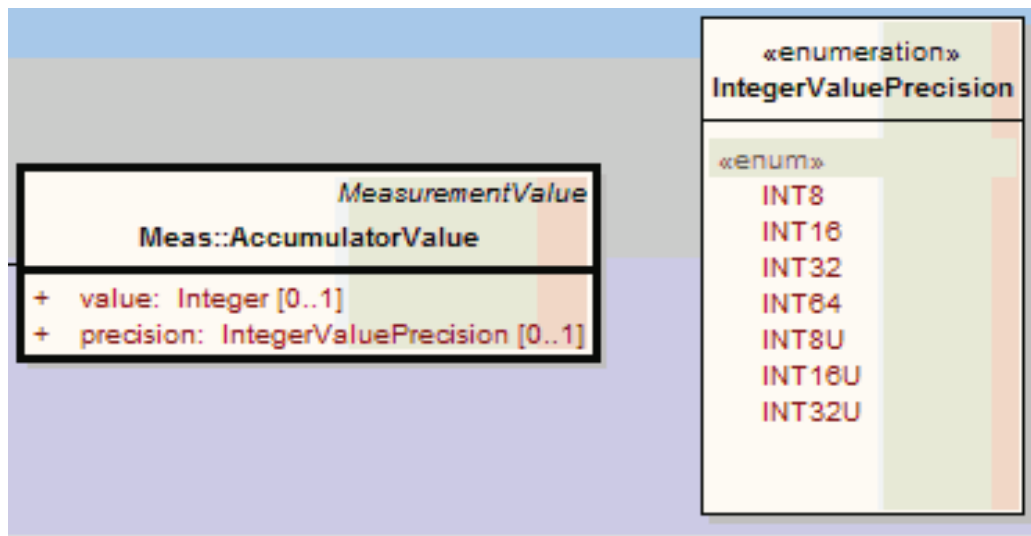 MeasurementValue
Meas::AccumulatorValue
+ value: Integer [0..1]
+ precision: IntegerValuePrecision [0..1]
«enumeration»
IntegerValuePrecision
«enum»
INT8
INT16
INT32
INT64
INT8U
INT16U
INT32U